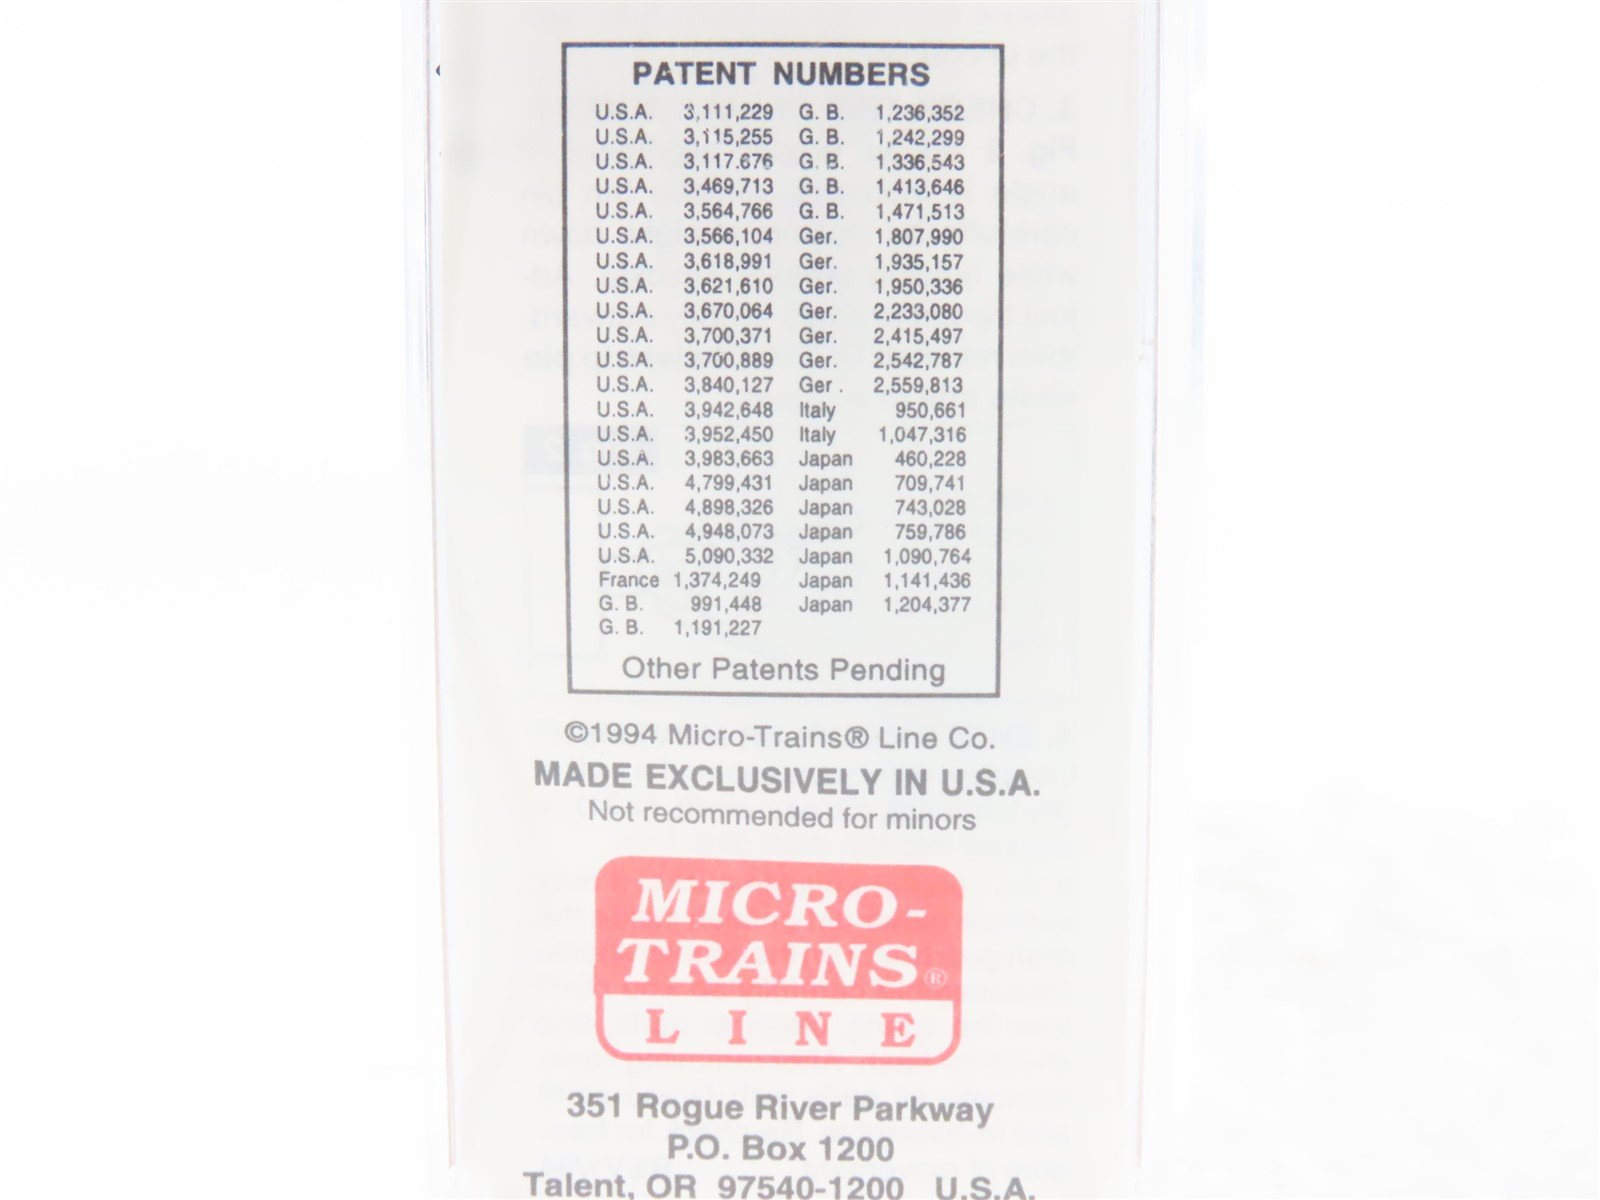 PATENT NUMBERS
U.S.A. 3,111,229 G. B. 1,236,352
U.S.A. 3,115,255 G. B. 1,242,299
U.S.A. 3,117.676 G. B. 1,336,543
U.S.A. 3,469,713 G. B. 1,413,646
U.S.A. 3,564,766 G. B. 1,471,513
U.S.A. 3,566,104 Ger. 1,807,990
U.S.A. 3,618,991 Ger. 1,935,157
U.S.A. 3,621,610 Ger. 1,950,336
U.S.A. 3,670,064 Ger. 2,233,080
U.S.A. 3,700,371 Ger. 2,415,497
U.S.A. 3,700,889 Ger. 2,542,787
U.S.A. 3,840,127 Ger . 2,559,813
U.S.A. 3,942,648 Italy 950,661
U.S.A. 3,952,450 Italy 1,047,316
U.S.A. 3,983,663 Japan 460,228
U.S.A. 4,799,431 Japan 709,741
U.S.A. 4,898,326 Japan 743,028
U.S.A. 4,948,073 Japan 759,786
U.S.A. 5,090,332 Japan 1,090,764
France 1,374,249 Japan 1,141,436
G. B. 991,448 Japan 1,204,377
G. B. 1,191,227
Other Patents Pending
©1994 Micro-Trains® Line Co.
MADE EXCLUSIVELY IN U.S.A.
Not recommended for minors
MICRO-
TRAINS®
LINE
351 Rogue River Parkway
P.O. Box 1200
Talent, OR 97540-1200 U.S.A.